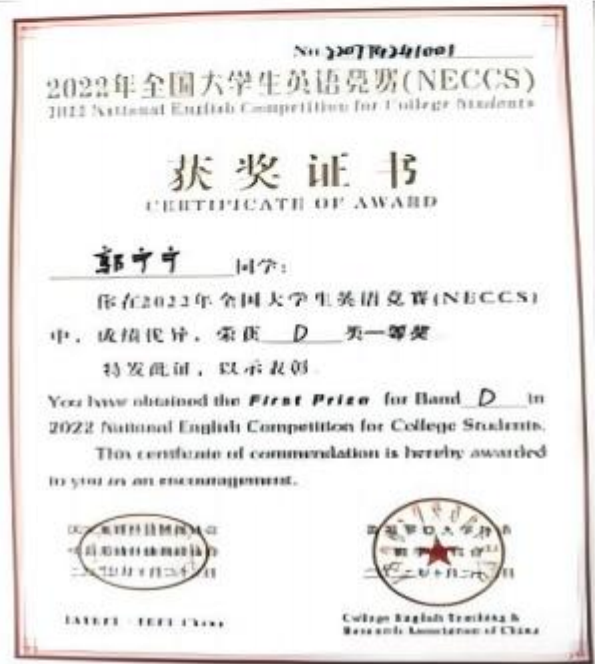 2022年全国大学生英语竞赛(NECCS)
2022 National English Competition for College Students
获奖证书
CERTIFICATE OF AWARD
郭宁宁 同学:
你在2022年全国大学生英语竞赛(NECCS)
中，成绩优异，荣获 D 类一等奖
特发此证，以示表彰
You have obtained the First Prize for Band D in
2022 National English Competition for College Students.
This certificate of commendation is hereby awarded
to you as an encouragement.
College English Teaching &
Research Association of China